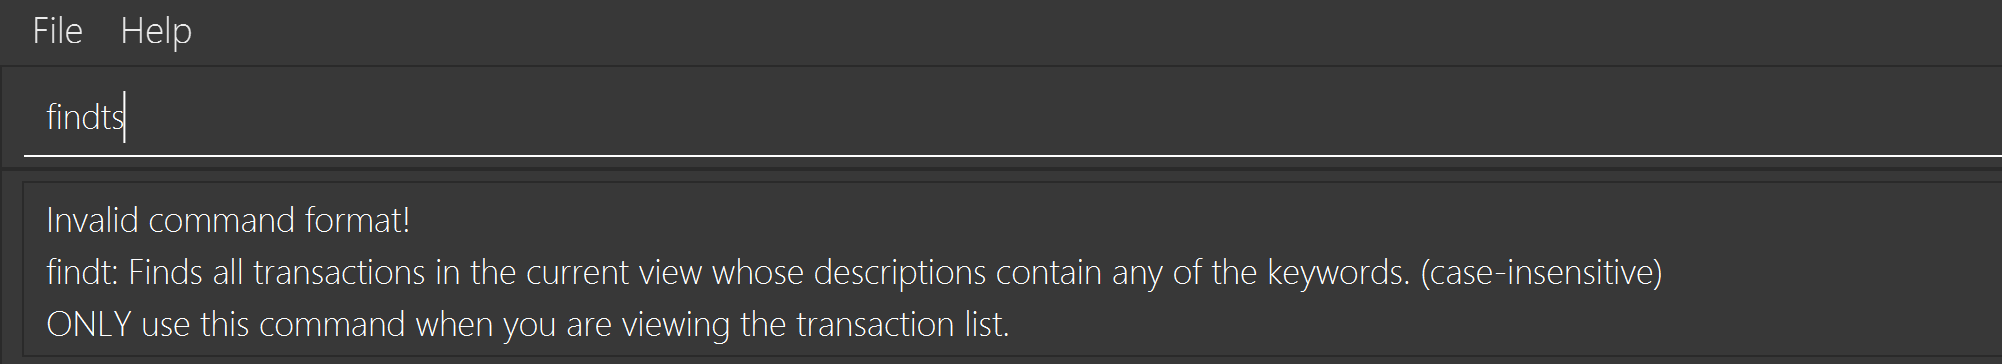 File Help
findts
Invalid command format!
findt: Finds all transactions in the current view whose descriptions contain any of the keywords. (case-insensitive)
ONLY use this command when you are viewing the transaction list.